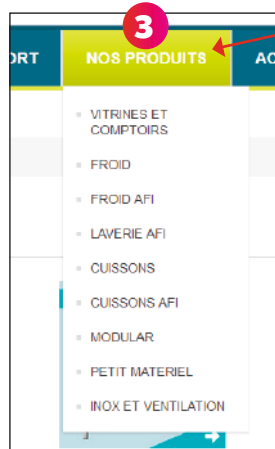 3
ORT NOS PRODUITS AC
VITRINES ET
COMPTOIRS
FROID
FROID AFI
LAVERIE AFI
CUISSONS
CUISSONS AFI
MODULAR
PETIT MATERIEL
INOX ET VENTILATION